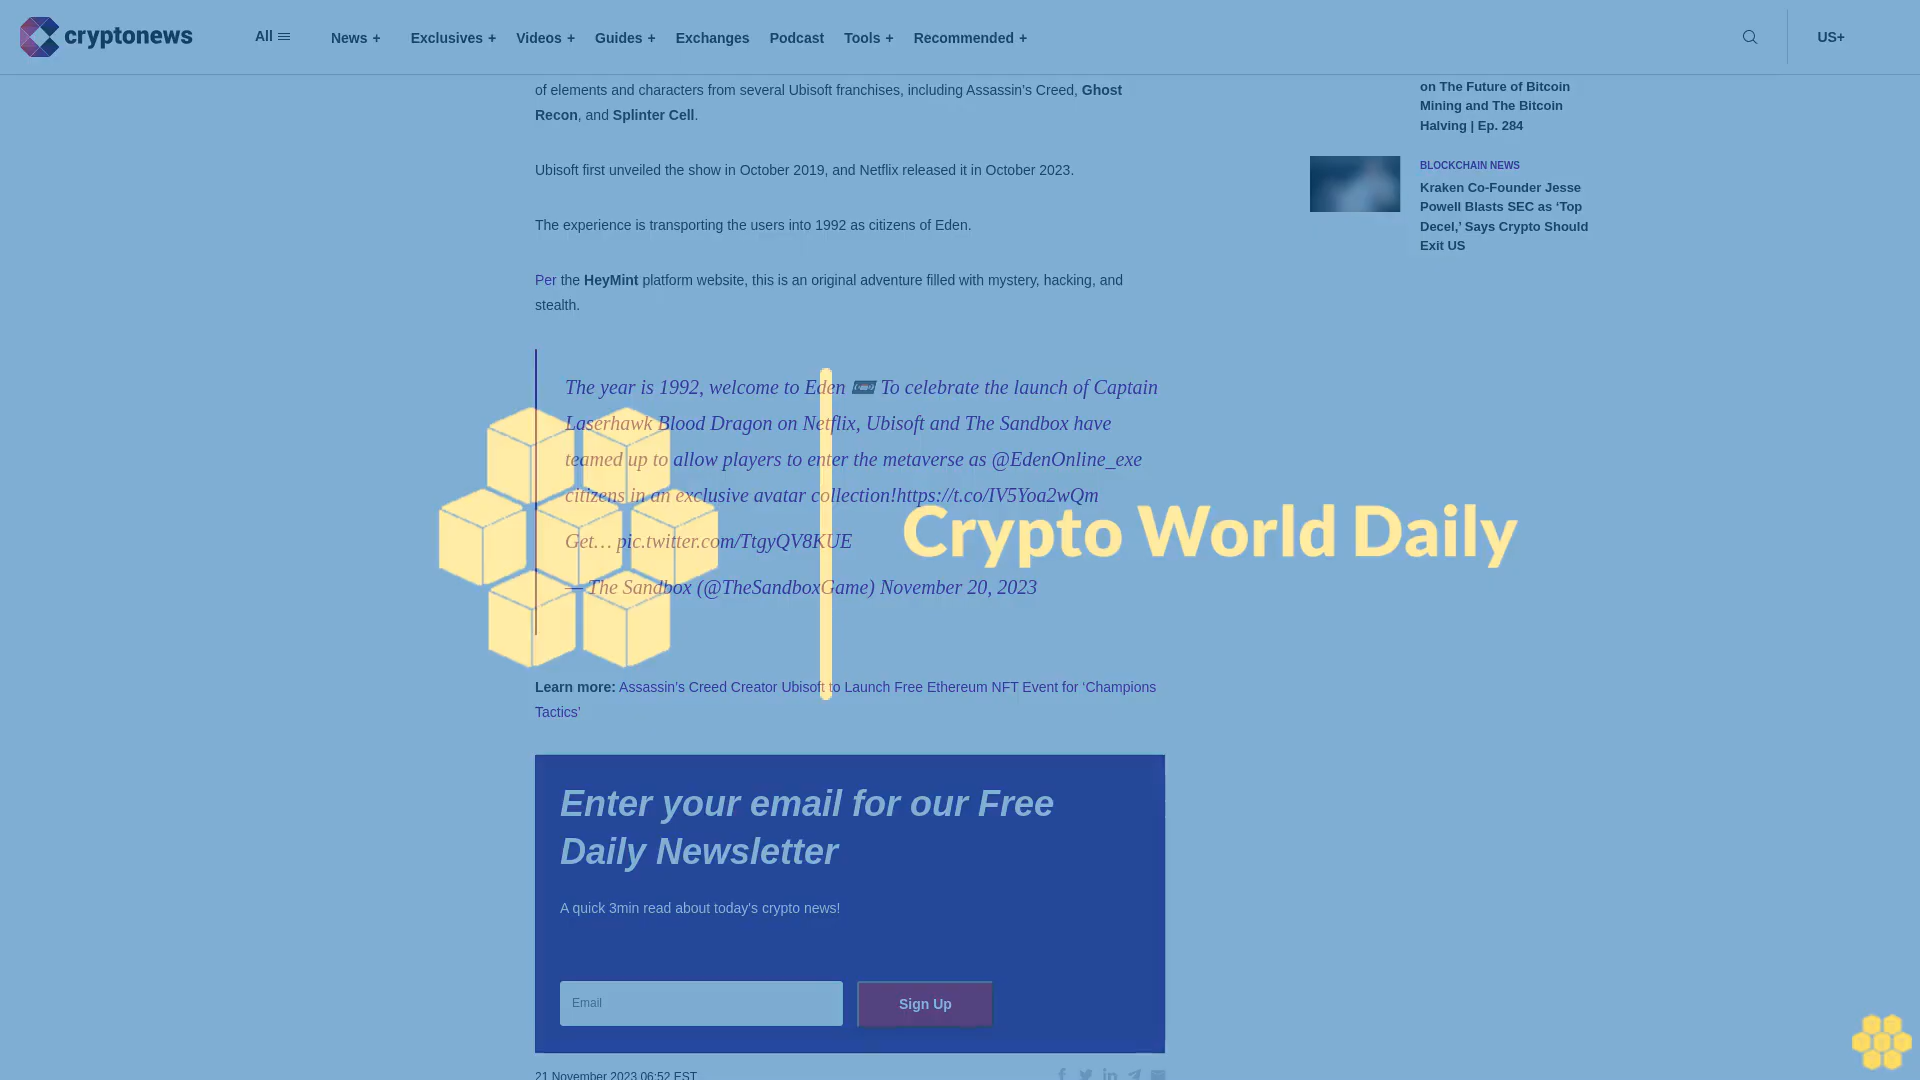 cryptonews
All
News +
Exclusives +
Videos +
Guides +
Exchanges
Podcast
Tools +
Recommended +
US+
of elements and characters from several Ubisoft franchises, including Assassin’s Creed, Ghost
Recon, and Splinter Cell.
Ubisoft first unveiled the show in October 2019, and Netflix released it in October 2023.
The experience is transporting the users into 1992 as citizens of Eden.
Per the HeyMint platform website, this is an original adventure filled with mystery, hacking, and
stealth.
The year is 1992, welcome to Eden 📼 To celebrate the launch of Captain
Laserhawk Blood Dragon on Netflix, Ubisoft and The Sandbox have
teamed up to allow players to enter the metaverse as @EdenOnline_exe
citizens in an exclusive avatar collection!https://t.co/IV5Yoa2wQm
Get… pic.twitter.com/TtgyQV8KUE
— The Sandbox (@TheSandboxGame) November 20, 2023
Learn more: Assassin’s Creed Creator Ubisoft to Launch Free Ethereum NFT Event for ‘Champions
Tactics’
Enter your email for our Free
Daily Newsletter
A quick 3min read about today's crypto news!
Email
Sign Up
21 November 2023 06:52 EST
on The Future of Bitcoin
Mining and The Bitcoin
Halving | Ep. 284
BLOCKCHAIN NEWS
Kraken Co-Founder Jesse
Powell Blasts SEC as ‘Top
Decel,’ Says Crypto Should
Exit US
Crypto World Daily